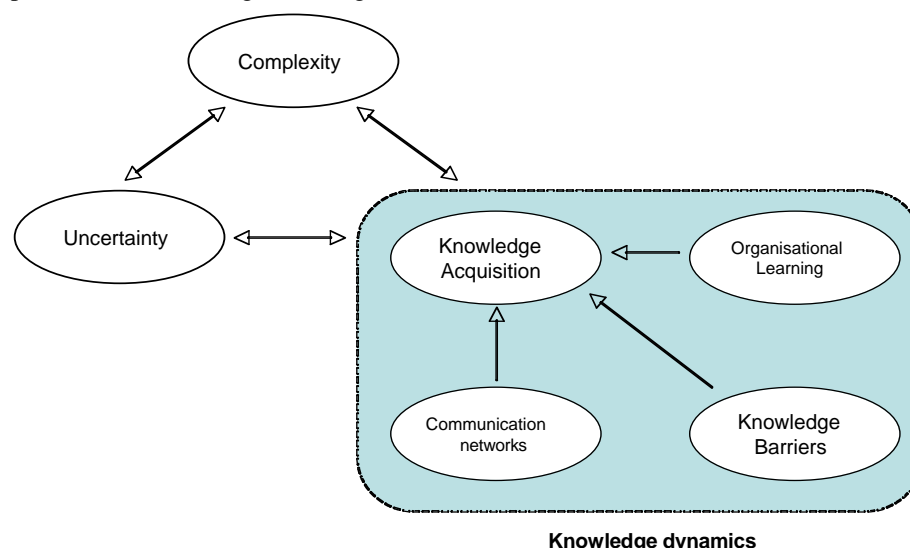 Complexity
Uncertainty
Knowledge
Acquisition
Organisational
Learning
Communication
networks
Knowledge
Barriers
Knowledge dynamics